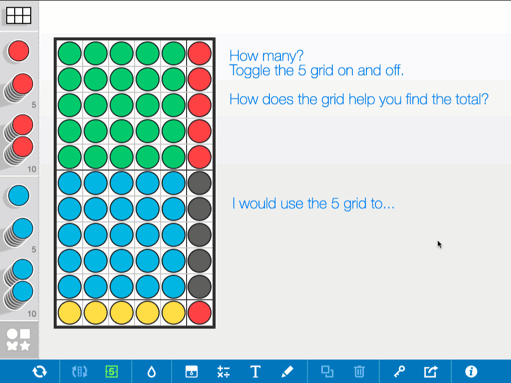 How many?
Toggle the 5 grid on and off.
How does the grid help you find the total?
5
10
I would use the 5 grid to...
5
10
5
T
i